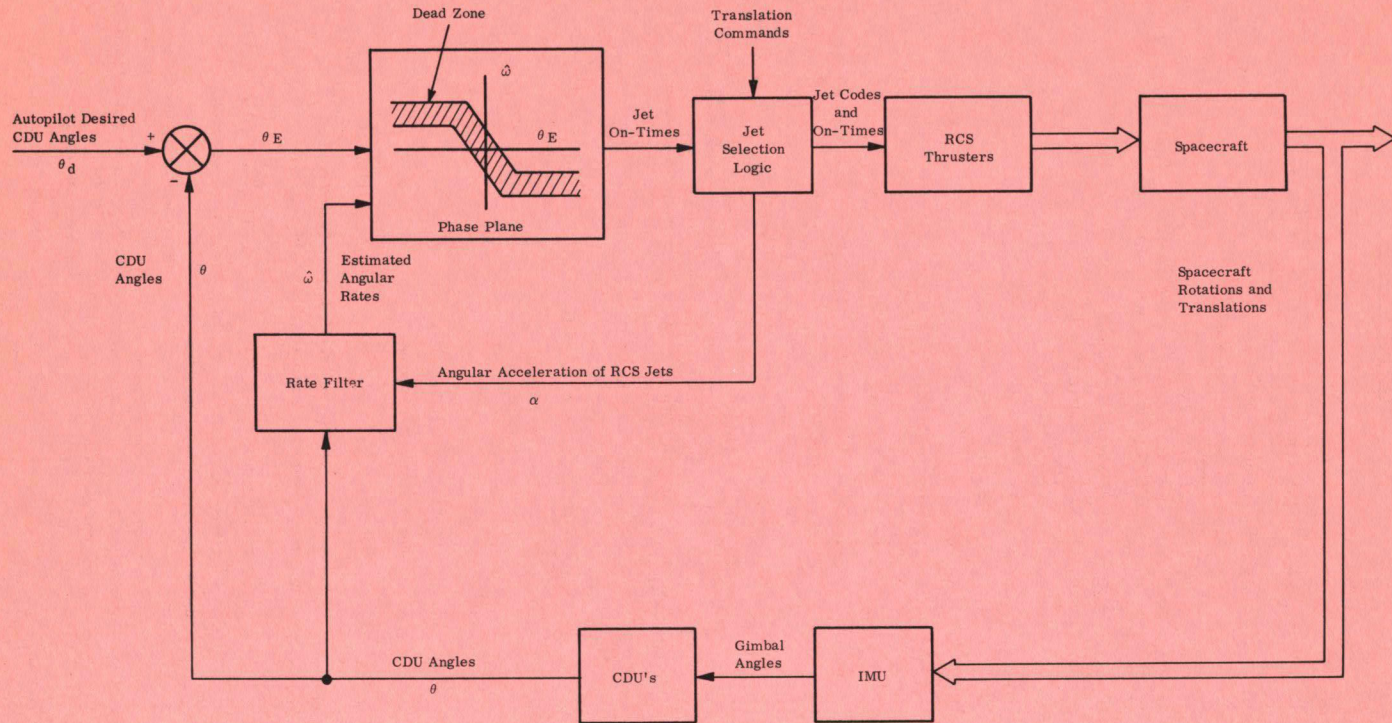 Dead Zone
Translation
Commands
ω̂
Autopilot Desired
CDU Angles
+
θd
-
θE
θE
Phase Plane
Jet
On-Times
Jet
Selection
Logic
Jet Codes
and
On-Times
RCS
Thrusters
Spacecraft
CDU
Angles
θ
ω̂
Estimated
Angular
Rates
Spacecraft
Rotations and
Translations
Rate Filter
Angular Acceleration of RCS Jets
α
CDU Angles
θ
CDU's
Gimbal
Angles
IMU